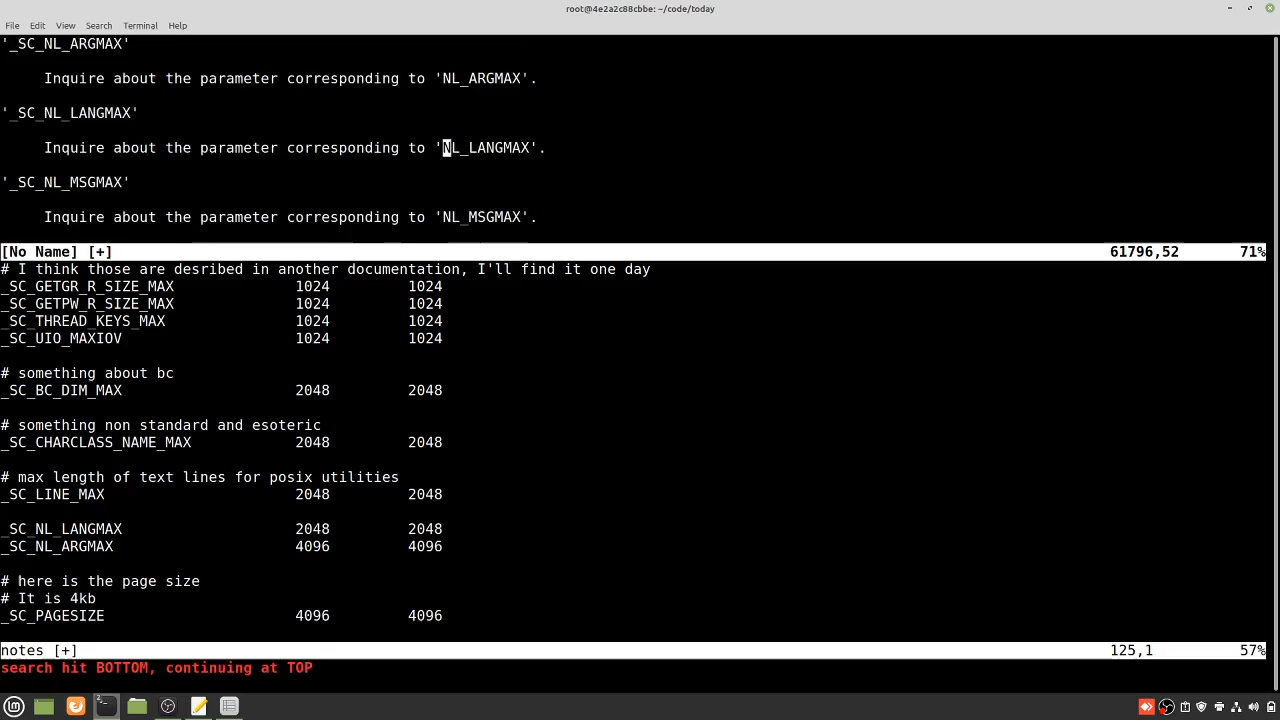 root@4e2a2c88cbbe: ~/code/today
File Edit View Search Terminal Help
'_SC_NL_ARGMAX'
Inquire about the parameter corresponding to 'NL_ARGMAX'.
'_SC_NL_LANGMAX'
Inquire about the parameter corresponding to 'NL_LANGMAX'.
'_SC_NL_MSGMAX'
Inquire about the parameter corresponding to 'NL_MSGMAX'.
[No Name] [+] 61796,52 71%
# I think those are desribed in another documentation, I'll find it one day
_SC_GETGR_R_SIZE_MAX 1024 1024
_SC_GETPW_R_SIZE_MAX 1024 1024
_SC_THREAD_KEYS_MAX 1024 1024
_SC_UIO_MAXIOV 1024 1024
# something about bc
_SC_BC_DIM_MAX 2048 2048
# something non standard and esoteric
_SC_CHARCLASS_NAME_MAX 2048 2048
# max length of text lines for posix utilities
_SC_LINE_MAX 2048 2048
_SC_NL_LANGMAX 2048 2048
_SC_NL_ARGMAX 4096 4096
# here is the page size
# It is 4kb
_SC_PAGESIZE 4096 4096
notes [+] 125,1 57%
search hit BOTTOM, continuing at TOP